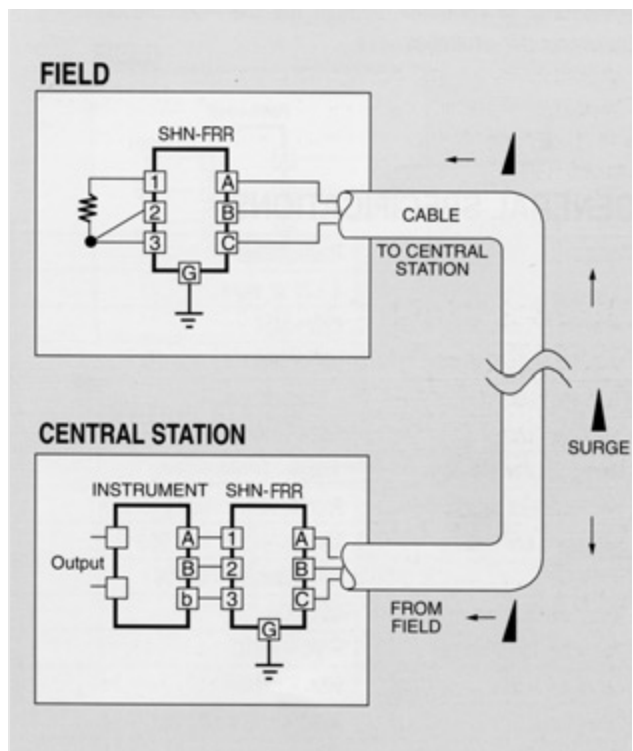 FIELD
SHN-FRR
1
A
2
B
3
C
G
CABLE
TO CENTRAL
STATION
SURGE
CENTRAL STATION
INSTRUMENT
SHN-FRR
A
1
A
Output
B
2
B
b
3
C
G
FROM
FIELD